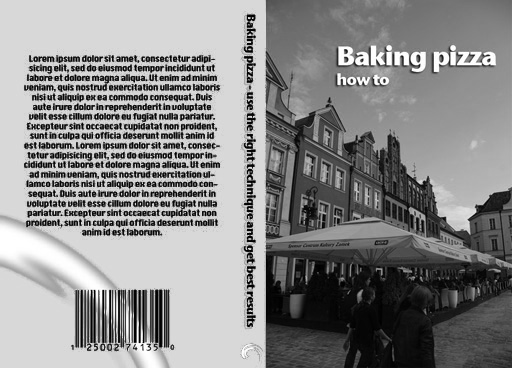 Lorem ipsum dolor sit amet, consectetur adipi-
sicing elit, sed do eiusmod tempor incididunt ut
labore et dolore magna aliqua. Ut enim ad minim
veniam, quis nostrud exercitation ullamco laboris
nisi ut aliquip ex ea commodo consequat. Duis
aute irure dolor in reprehenderit in voluptate
velit esse cillum dolore eu fugiat nulla pariatur.
Excepteur sint occaecat cupidatat non proident,
sunt in culpa qui officia deserunt mollit anim id
est laborum. Lorem ipsum dolor sit amet, consec-
tetur adipisicing elit, sed do eiusmod tempor in-
cididunt ut labore et dolore magna aliqua. Ut enim
ad minim veniam, quis nostrud exercitation ul-
lamco laboris nisi ut aliquip ex ea commodo con-
sequat. Duis aute irure dolor in reprehenderit in
voluptate velit esse cillum dolore eu fugiat nulla
pariatur. Excepteur sint occaecat cupidatat non
proident, sunt in culpa qui officia deserunt mollit
anim id est laborum.
1 25002 74135 0
Baking pizza - use the right technique and get best results
Baking pizza
how to